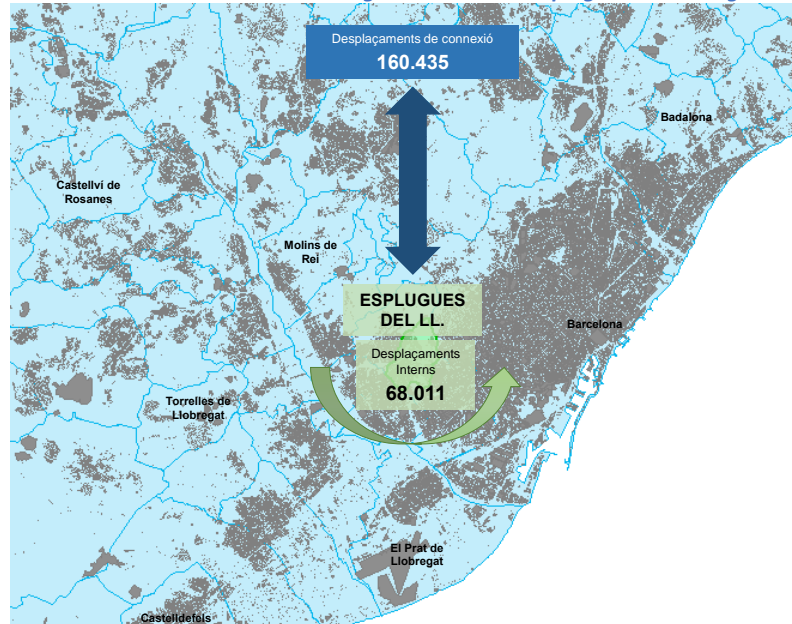 Desplaçaments de connexió
160.435
Badalona
Castellví de
Rosanes
Molins de
Rei
ESPLUGUES
DEL LL.
Barcelona
Desplaçaments
Interns
68.011
Torrelles de
Llobregat
El Prat de
Llobregat
Castelldefels